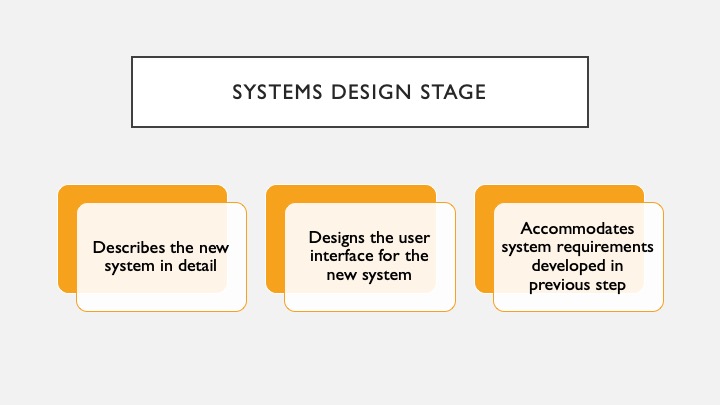 SYSTEMS DESIGN STAGE
Describes the new
system in detail
Designs the user
interface for the
new system
Accommodates
system requirements
developed in
previous step